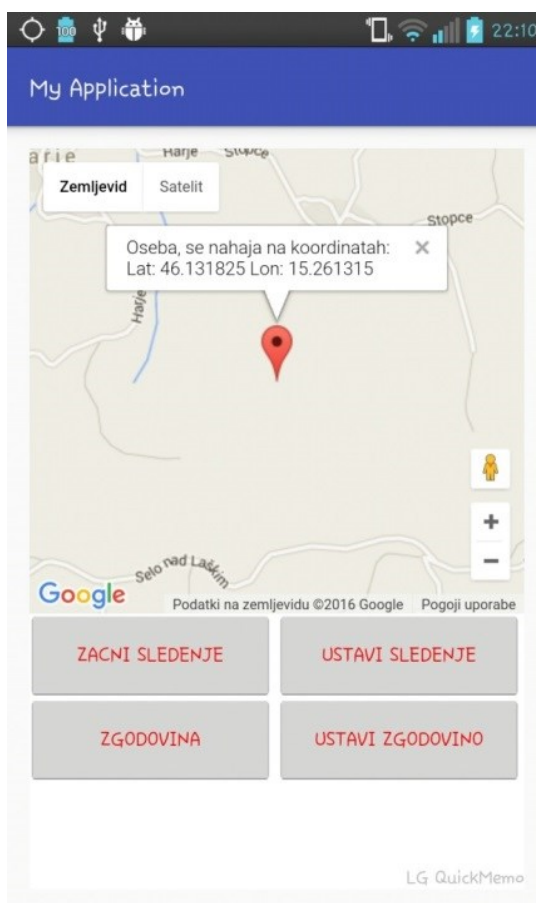 100
22:10
My Application
arje
Harje
Stopce
Zemljevid Satelit
Stopce
Oseba, se nahaja na koordinatah: ×
Lat: 46.131825 Lon: 15.261315
Harje
+
−
Selo nad Laškim
Google
Podatki na zemljevidu ©2016 Google Pogoji uporabe
ZACNI SLEDENJE USTAVI SLEDENJE
ZGODOVINA USTAVI ZGODOVINO
LG QuickMemo